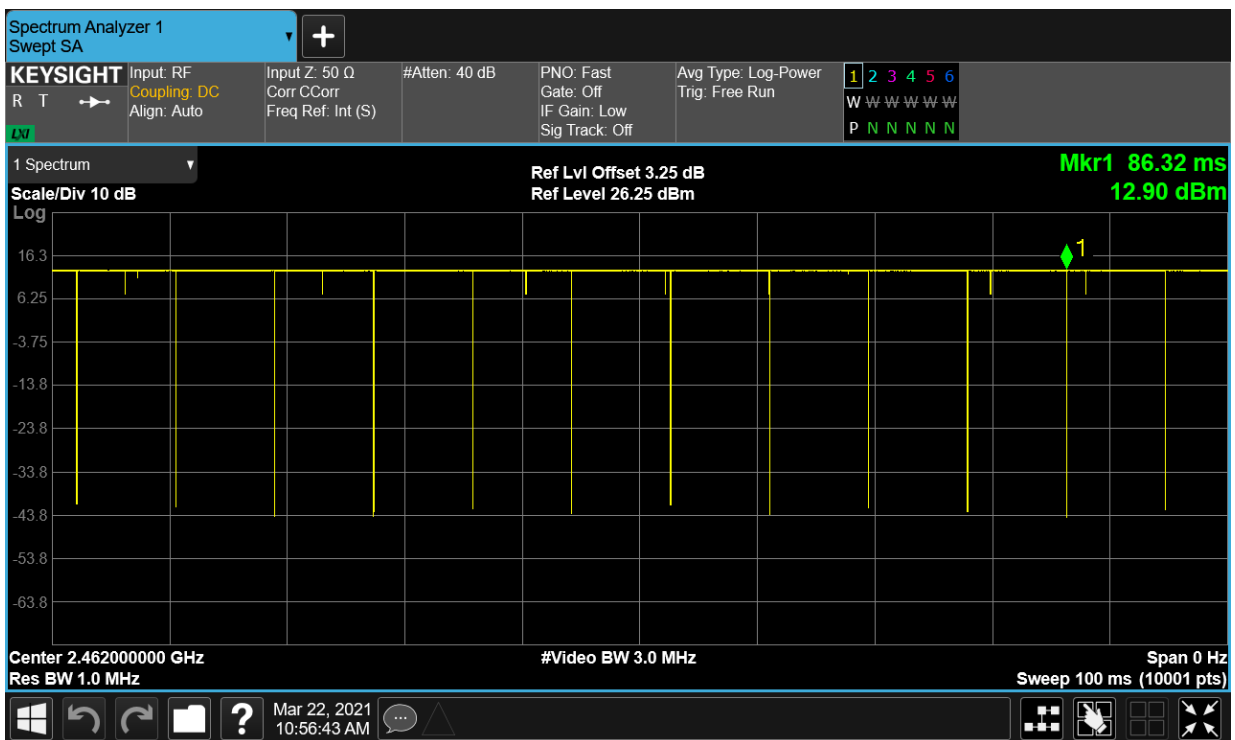 Spectrum Analyzer 1
Swept SA
KEYSIGHT
R T
LXI
Input: RF
Coupling: DC
Align: Auto
Input Z: 50 Ω
Corr CCorr
Freq Ref: Int (S)
#Atten: 40 dB
PNO: Fast
Gate: Off
IF Gain: Low
Sig Track: Off
Avg Type: Log-Power
Trig: Free Run
1 2 3 4 5 6
W W W W W W
P N N N N N
1 Spectrum
Scale/Div 10 dB
Log
Ref Lvl Offset 3.25 dB
Ref Level 26.25 dBm
Mkr1 86.32 ms
12.90 dBm
1
16.3
6.25
-3.75
-13.8
-23.8
-33.8
-43.8
-53.8
-63.8
Center 2.462000000 GHz
Res BW 1.0 MHz
#Video BW 3.0 MHz
Span 0 Hz
Sweep 100 ms (10001 pts)
?
Mar 22, 2021
10:56:43 AM